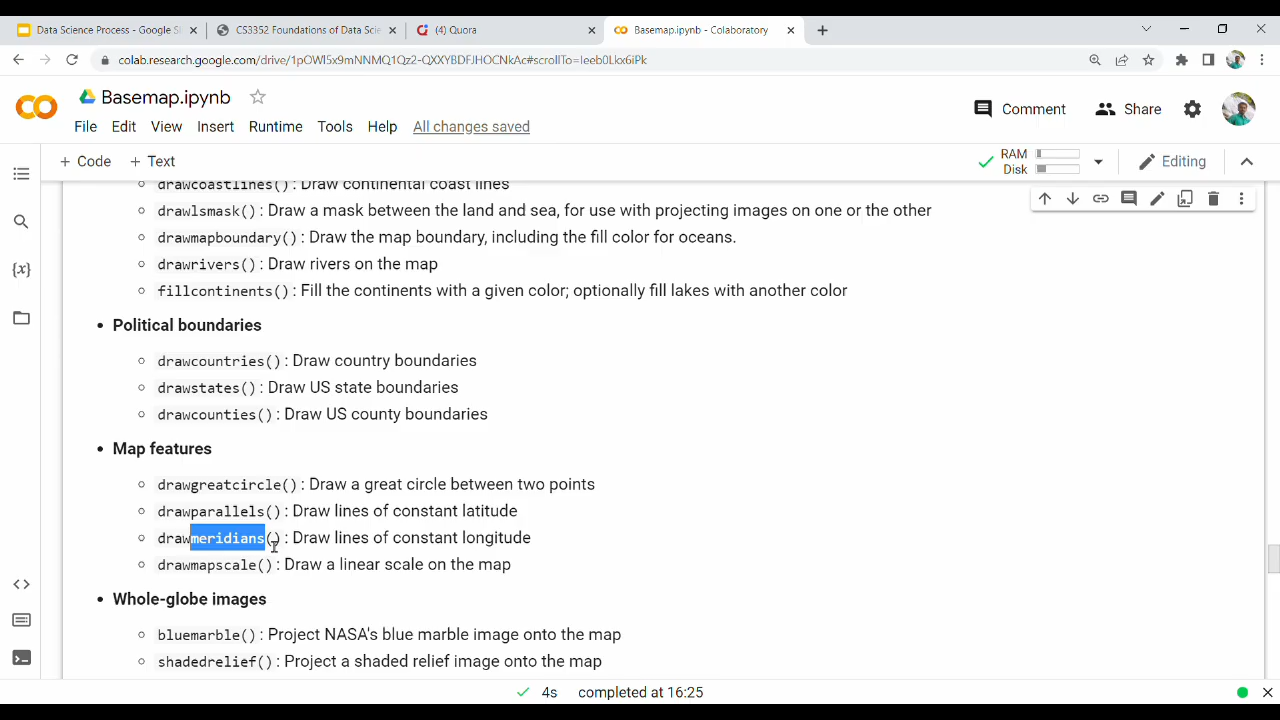 Data Science Process - Google S
CS3352 Foundations of Data Scie
(4) Quora
Basemap.ipynb - Colaboratory
colab.research.google.com/drive/1pOWl5x9mNNMQ1Qz2-QXXYBDFJHOCNkAc#scrollTo=Ieeb0Lkx6iPk
Basemap.ipynb
File Edit View Insert Runtime Tools Help All changes saved
Comment Share
+ Code + Text
RAM
Disk
Editing
drawcoastlines() : Draw continental coast lines
drawlsmask() : Draw a mask between the land and sea, for use with projecting images on one or the other
drawmapboundary() : Draw the map boundary, including the fill color for oceans.
drawrivers() : Draw rivers on the map
fillcontinents() : Fill the continents with a given color; optionally fill lakes with another color
Political boundaries
drawcountries() : Draw country boundaries
drawstates() : Draw US state boundaries
drawcounties() : Draw US county boundaries
Map features
drawgreatcircle() : Draw a great circle between two points
drawparallels() : Draw lines of constant latitude
drawmeridians() : Draw lines of constant longitude
drawmapscale() : Draw a linear scale on the map
Whole-globe images
bluemarble() : Project NASA's blue marble image onto the map
shadedrelief() : Project a shaded relief image onto the map
4s completed at 16:25